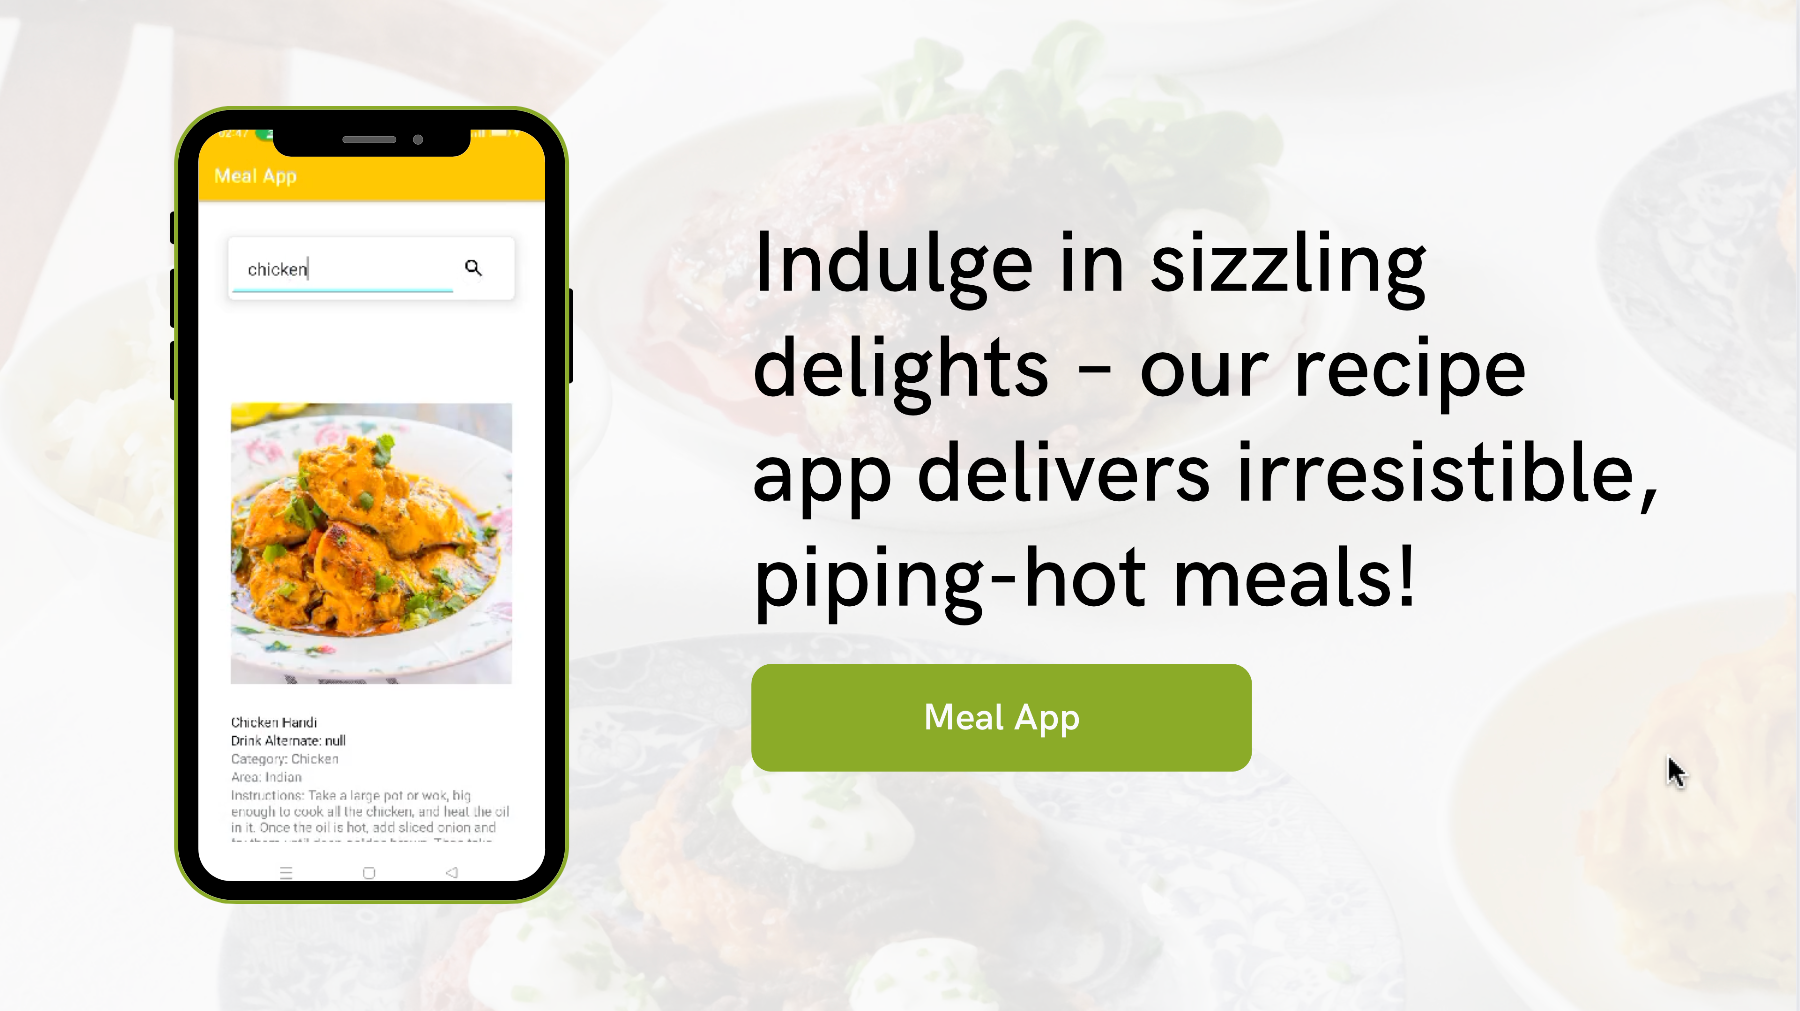 Meal App
chicken
Chicken Handi
Drink Alternate: null
Category: Chicken
Area: Indian
Instructions: Take a large pot or wok, big
enough to cook all the chicken, and heat the oil
in it. Once the oil is hot, add sliced onion and
Indulge in sizzling
delights – our recipe
app delivers irresistible,
piping-hot meals!
Meal App